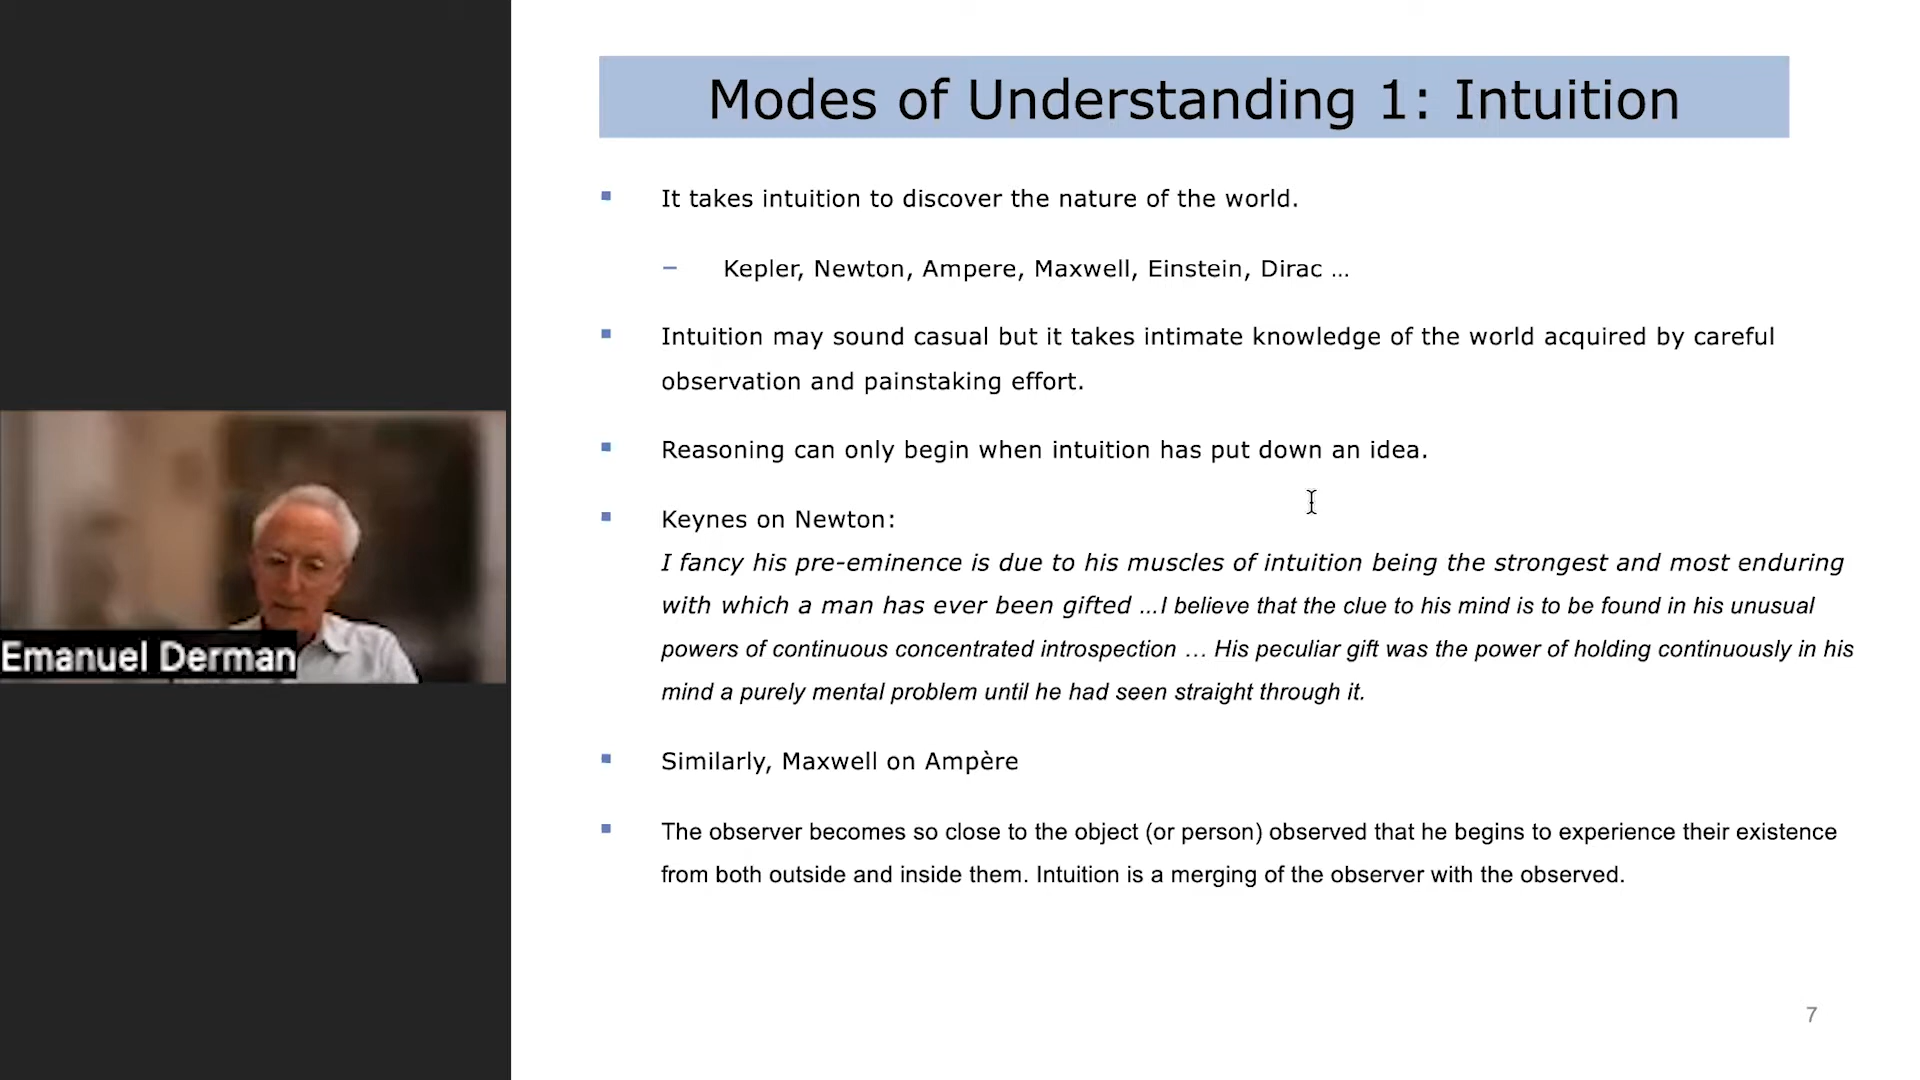 Modes of Understanding 1: Intuition
It takes intuition to discover the nature of the world.
– Kepler, Newton, Ampere, Maxwell, Einstein, Dirac ...
Intuition may sound casual but it takes intimate knowledge of the world acquired by careful
observation and painstaking effort.
Reasoning can only begin when intuition has put down an idea.
Keynes on Newton:
I fancy his pre-eminence is due to his muscles of intuition being the strongest and most enduring
with which a man has ever been gifted ...I believe that the clue to his mind is to be found in his unusual
powers of continuous concentrated introspection ... His peculiar gift was the power of holding continuously in his
mind a purely mental problem until he had seen straight through it.
Similarly, Maxwell on Ampère
The observer becomes so close to the object (or person) observed that he begins to experience their existence
from both outside and inside them. Intuition is a merging of the observer with the observed.
7
Emanuel Derman